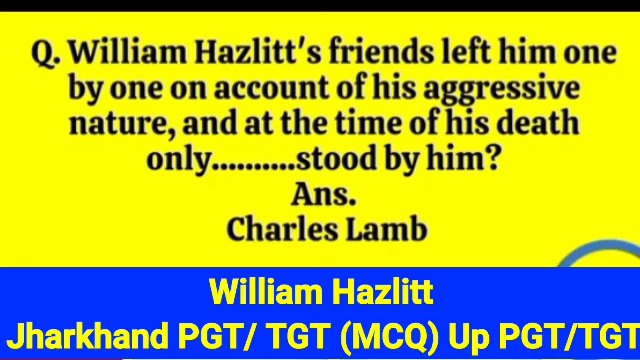 Q. William Hazlitt's friends left him one
by one on account of his aggressive
nature, and at the time of his death
only..........stood by him?
Ans.
Charles Lamb
William Hazlitt
Jharkhand PGT/ TGT (MCQ) Up PGT/TGT